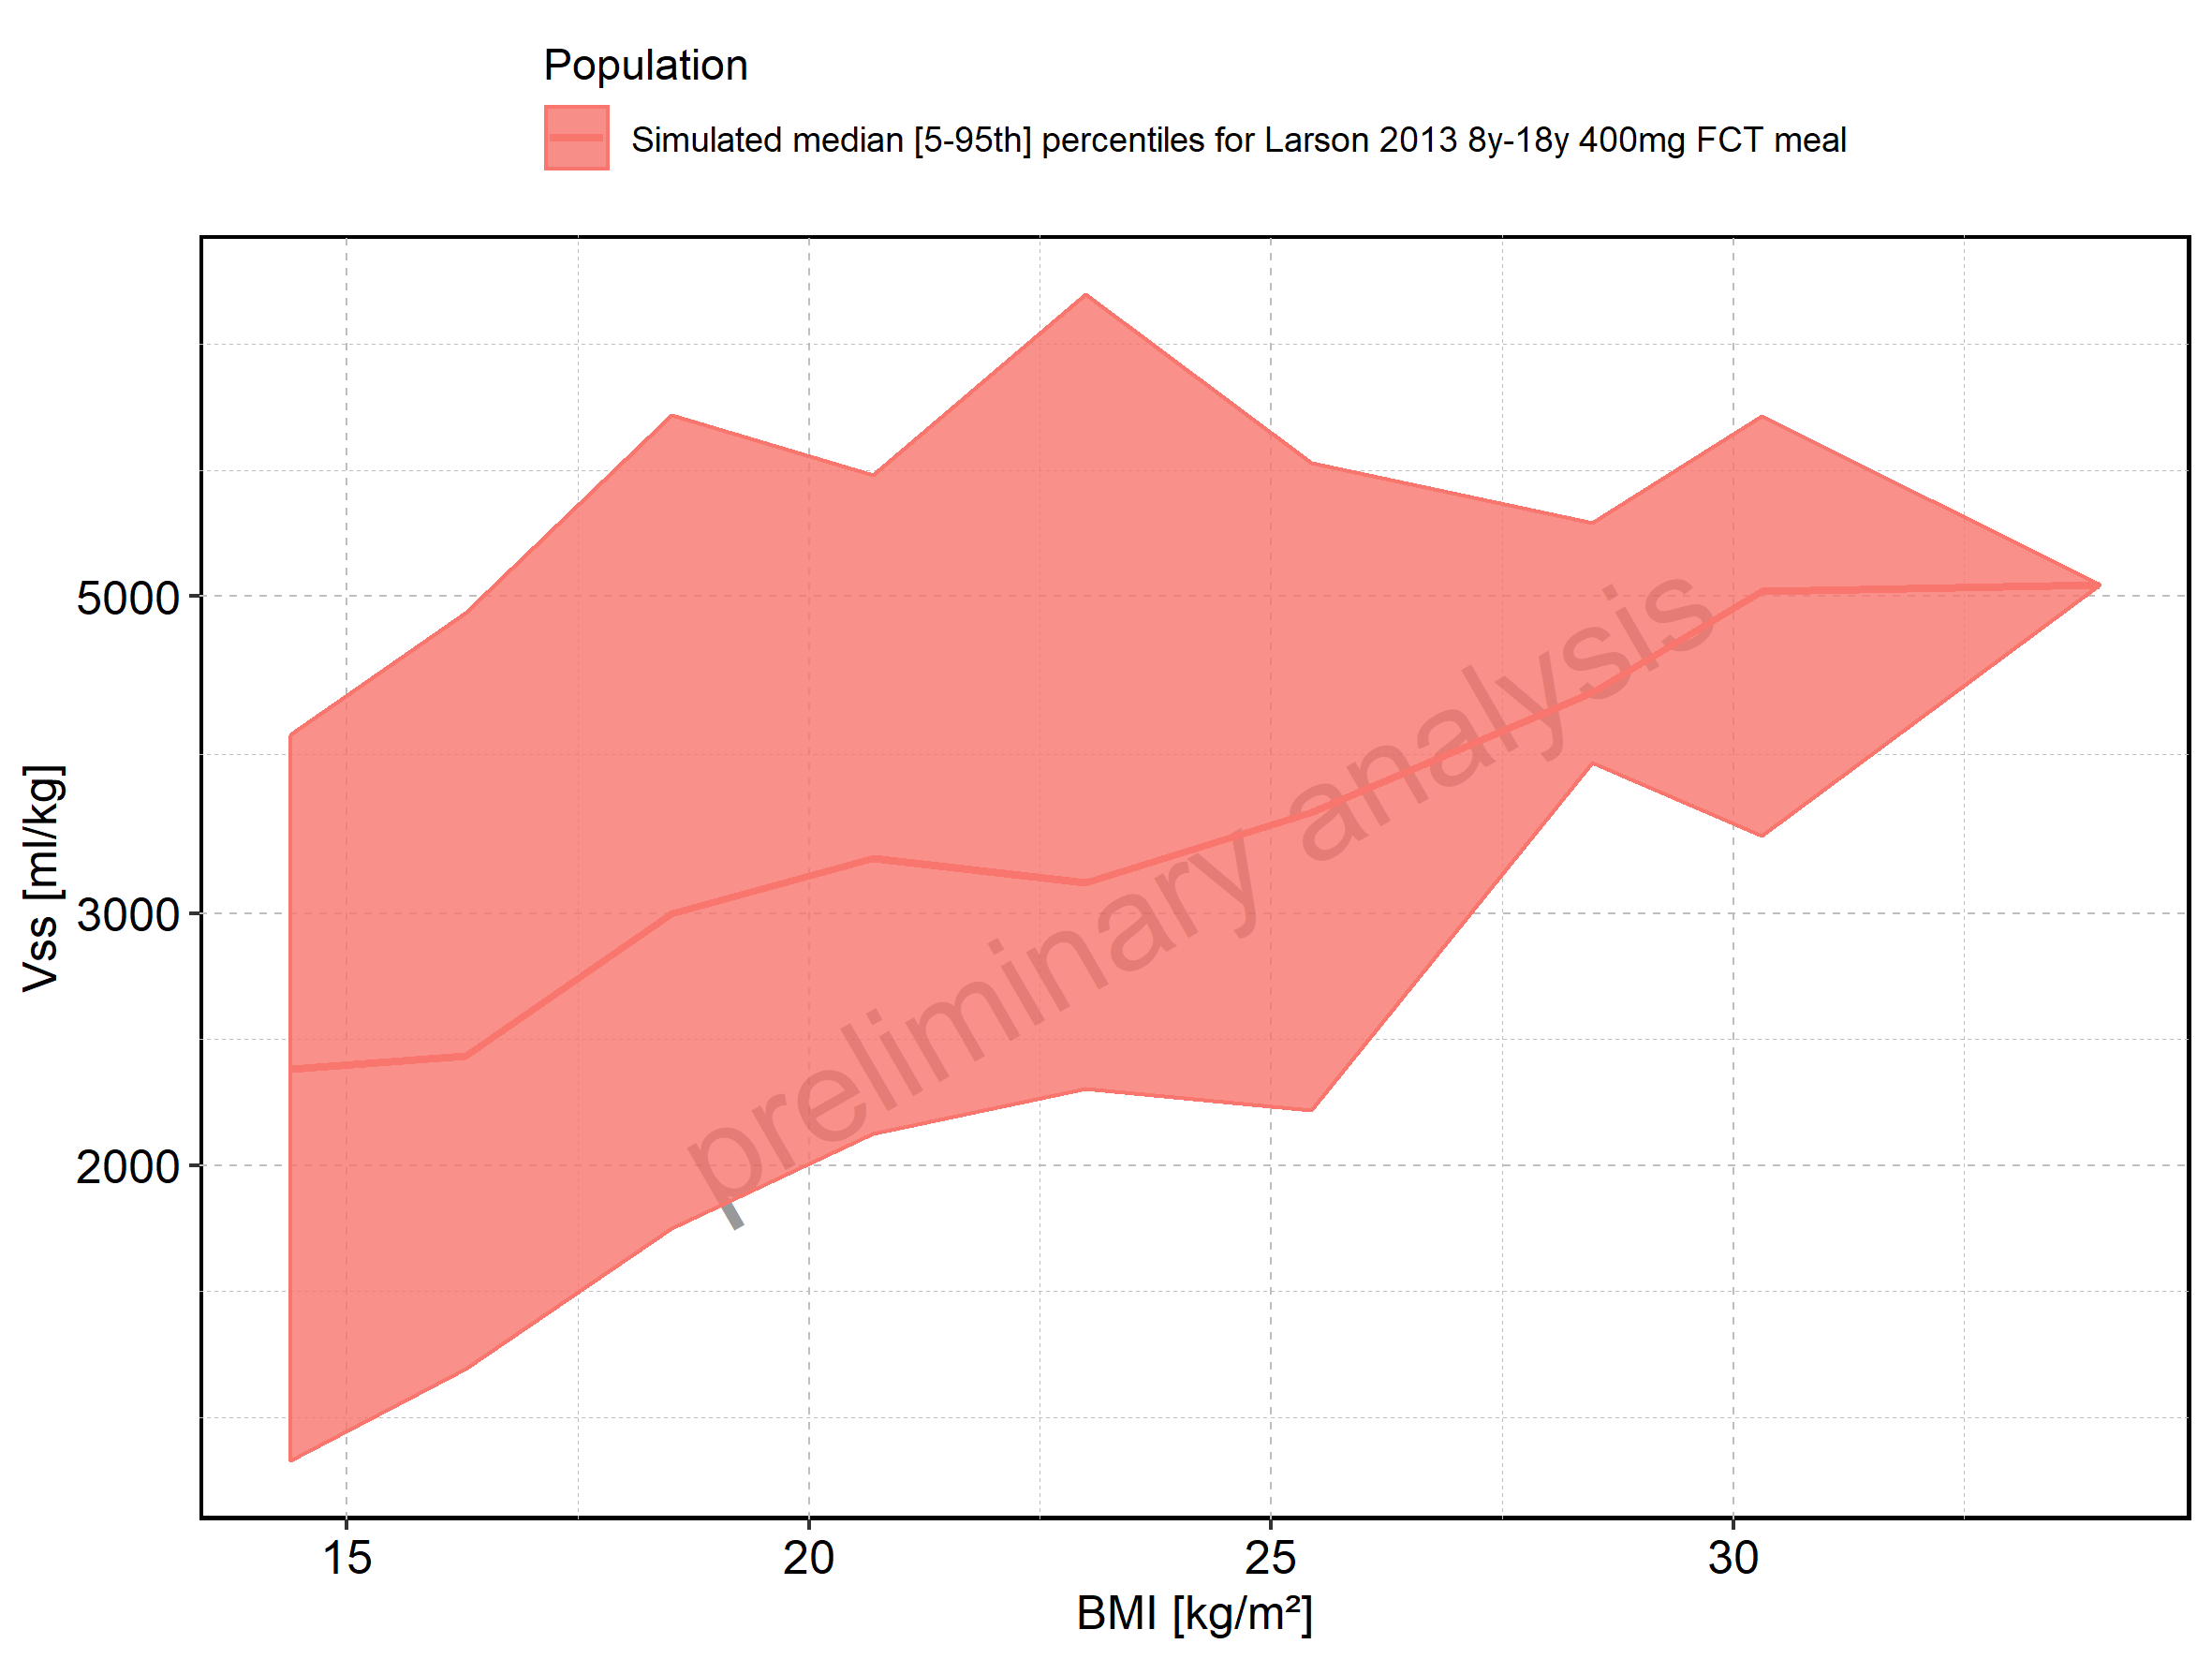 Population
Simulated median [5-95th] percentiles for Larson 2013 8y-18y 400mg FCT meal
Vss [ml/kg]
5000
3000
2000
preliminary analysis
15 20 25 30
BMI [kg/m²]